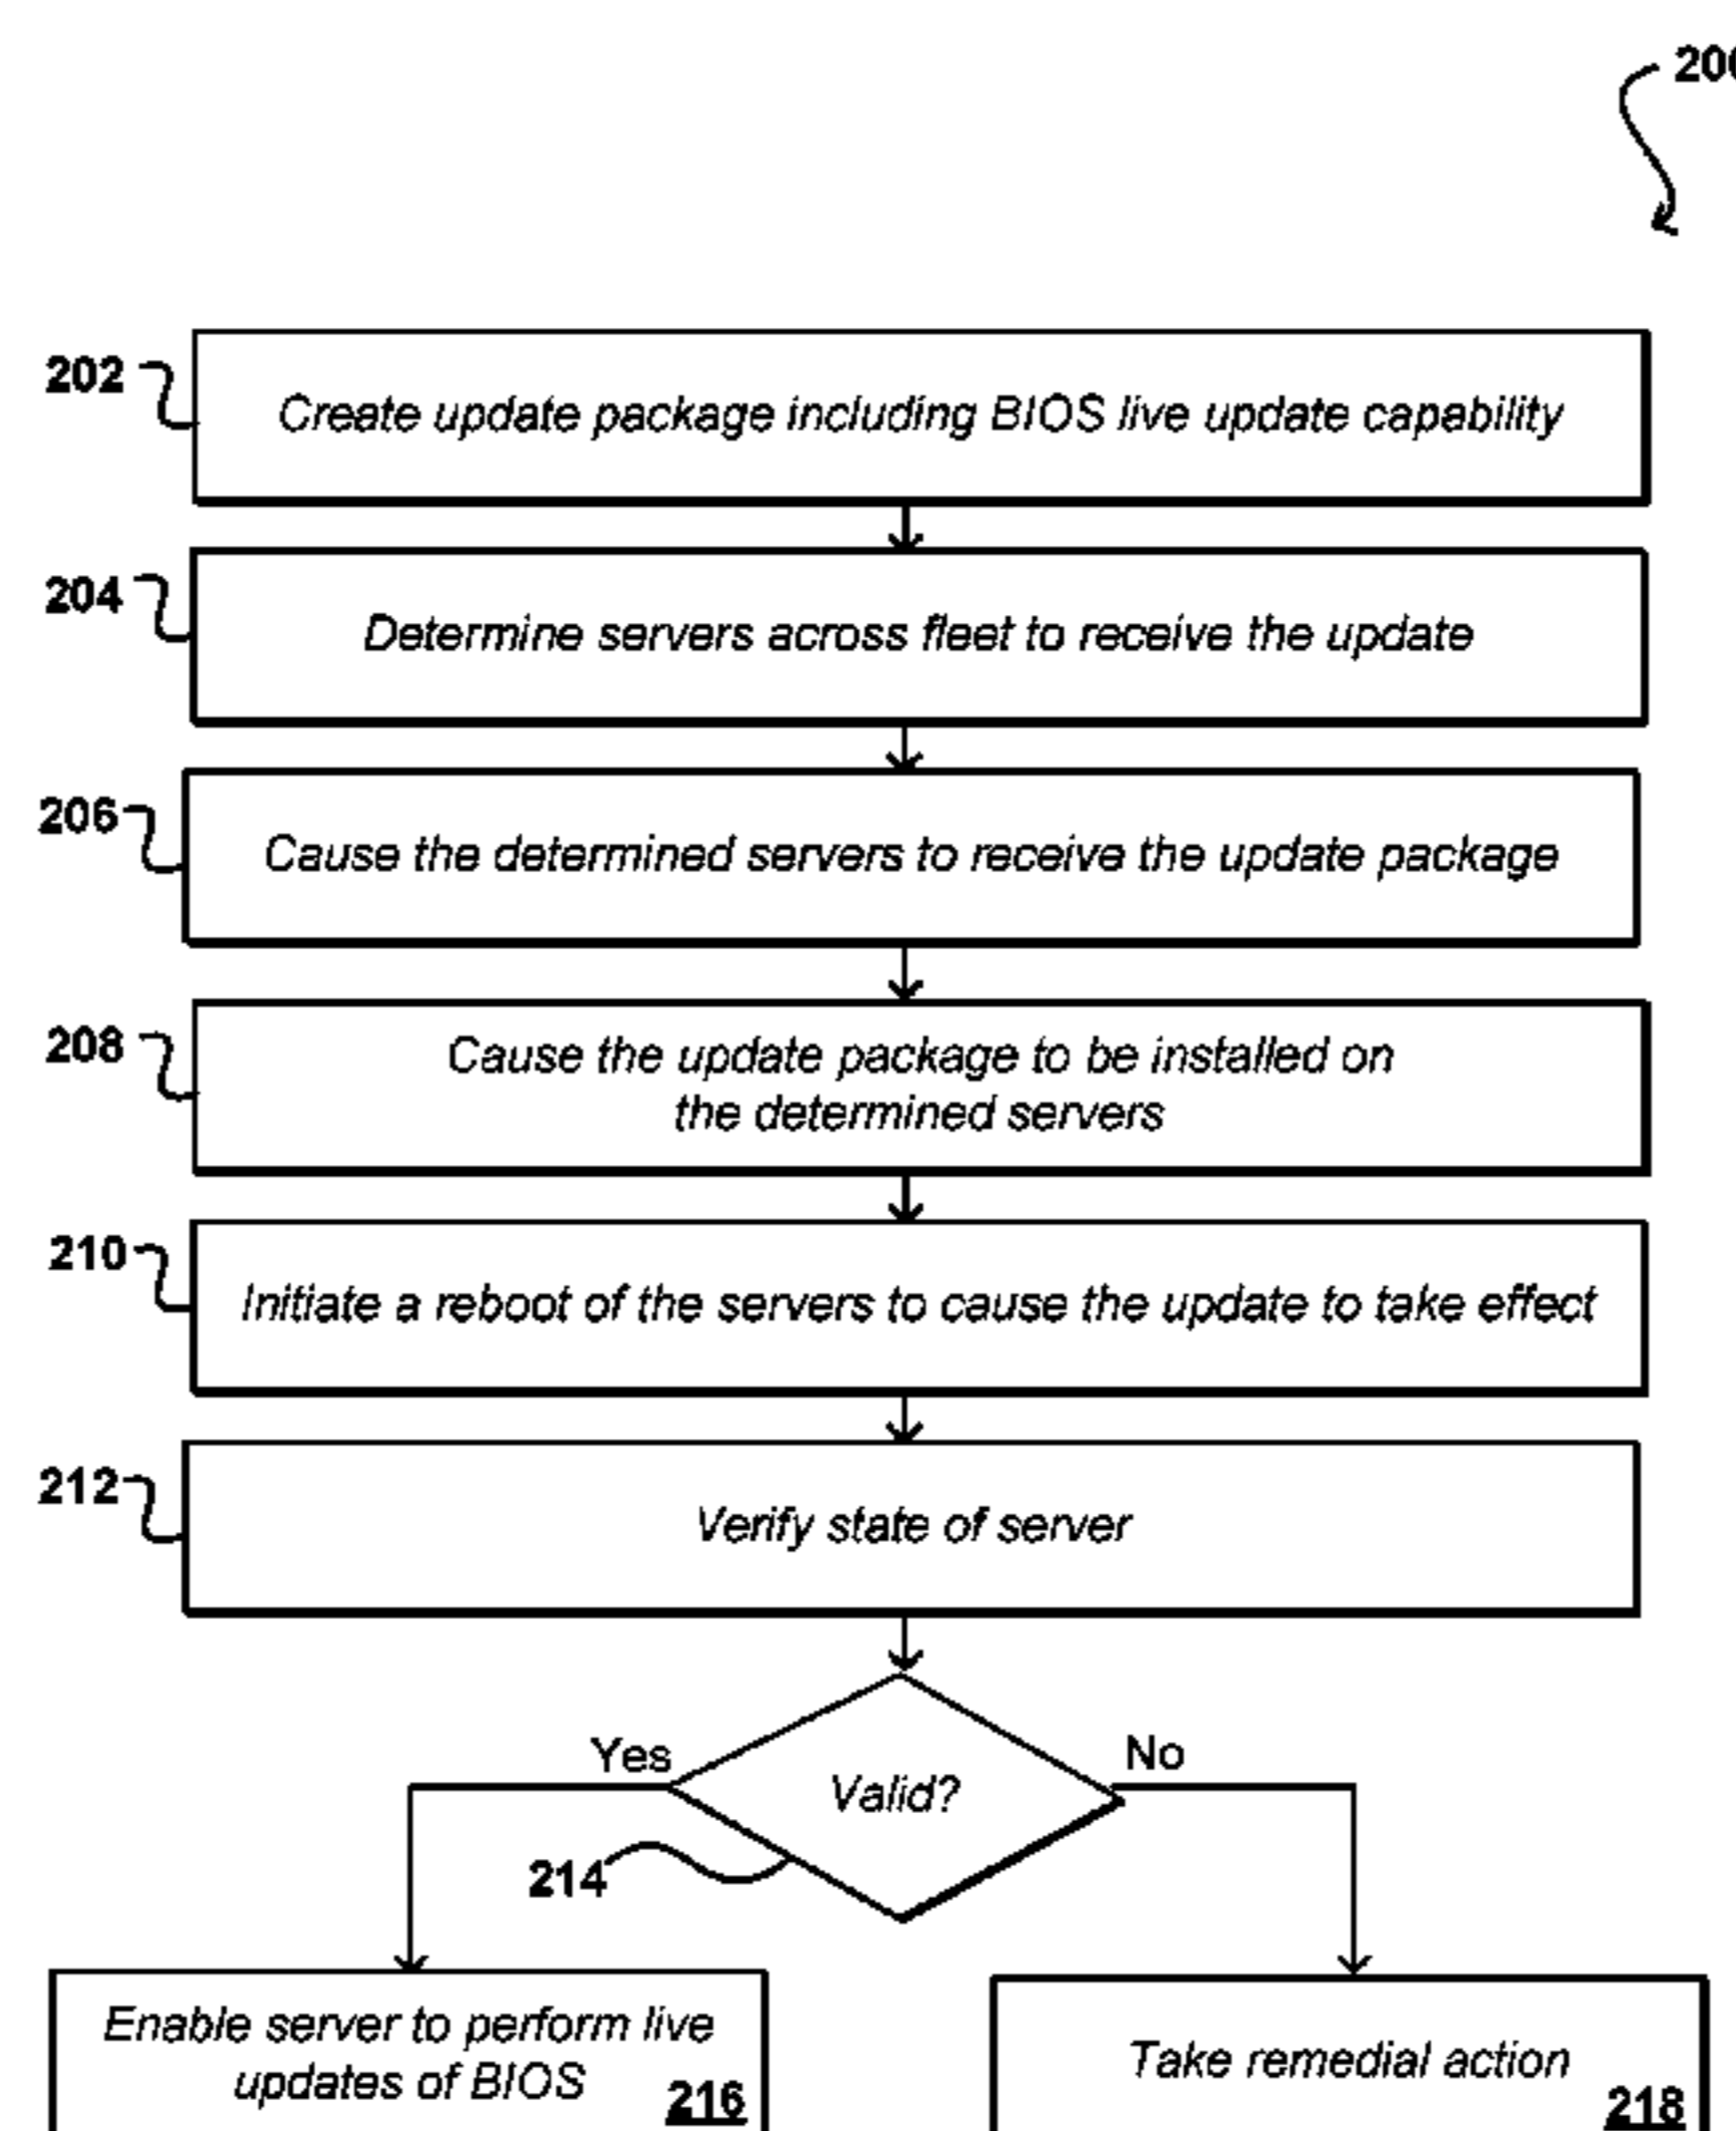 200
202
Create update package including BIOS live update capability
204
Determine servers across fleet to receive the update
206
Cause the determined servers to receive the update package
208
Cause the update package to be installed on
the determined servers
210
Initiate a reboot of the servers to cause the update to take effect
212
Verify state of server
Yes
No
Valid?
214
Enable server to perform live
updates of BIOS
216
Take remedial action
218